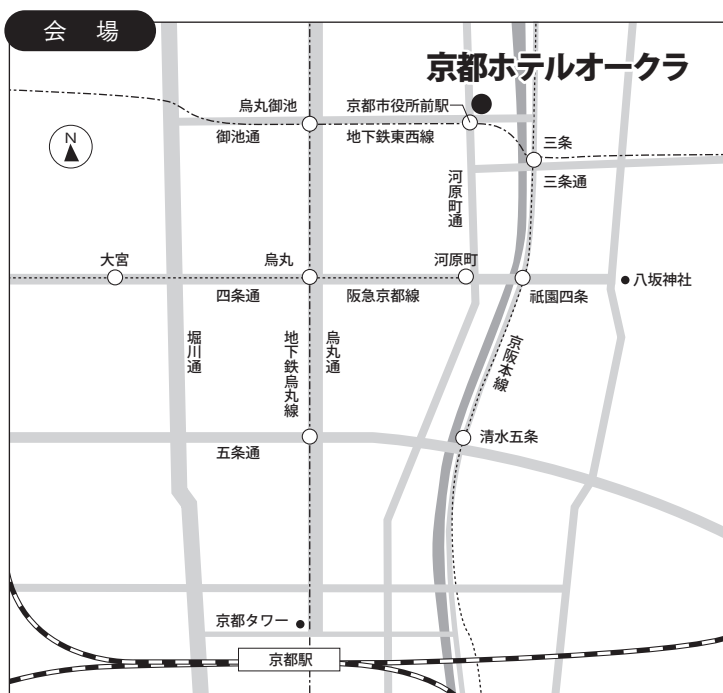 会　場
京都ホテルオークラ
烏丸御池
京都市役所前駅
御池通
地下鉄東西線
N
三条
三条通
河原町通
大宮
烏丸
河原町
四条通
阪急京都線
祇園四条
八坂神社
堀川通
地下鉄烏丸線
烏丸通
京阪本線
五条通
清水五条
京都タワー
京都駅